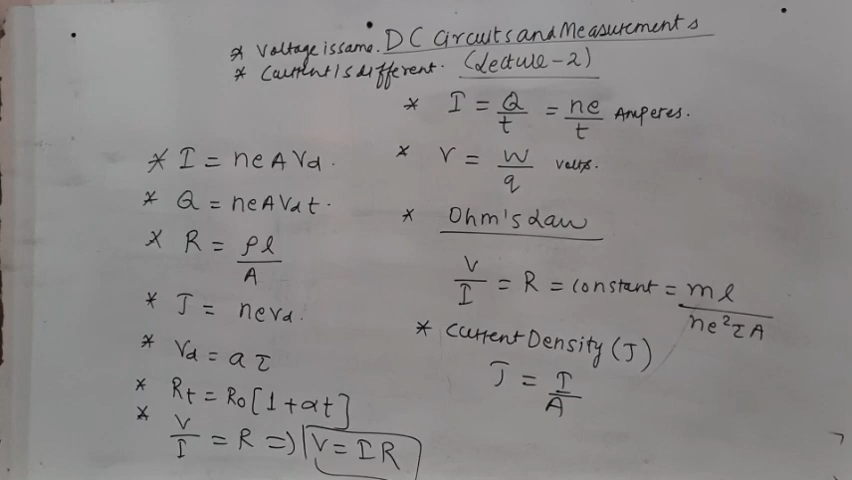 DC Circuits and Measurements
(Lecture-2)
* Voltage is same.
* Current is different.
* I = Q/t = ne/t Amperes.
* V = W/q volts.
* Ohm's Law
V/I = R = constant = ml/ne²τA
* Current Density (J)
J = I/A
* I = neAVd.
* Q = neAVdt.
* R = ρl/A
* J = nevd.
* Vd = aτ
* Rt = R0[1+αt]
* V/I = R => V = IR